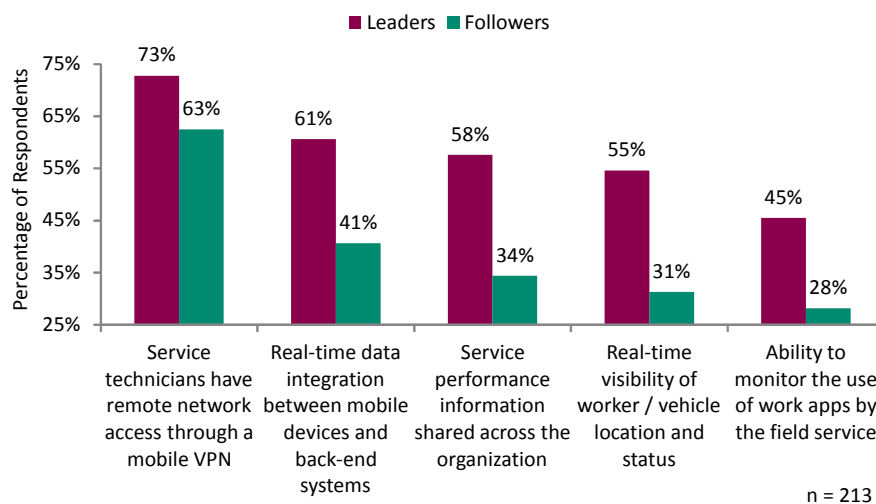 Leaders Followers
Percentage of Respondents
75%
65%
55%
45%
35%
25%
73%
63%
61%
41%
58%
34%
55%
31%
45%
28%
Service
technicians have
remote network
access through a
mobile VPN
Real-time data
integration
between mobile
devices and
back-end
systems
Service
performance
information
shared across the
organization
Real-time
visibility of
worker / vehicle
location and
status
Ability to
monitor the use
of work apps by
the field service
n = 213